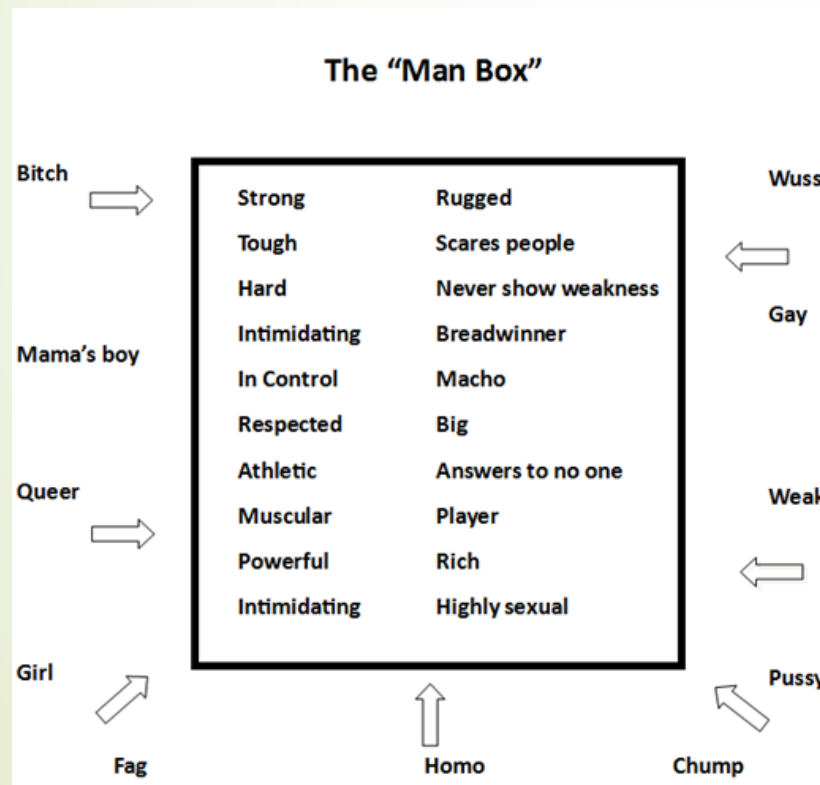 The “Man Box”
Bitch
Wuss
Strong Rugged
Tough Scares people
Hard Never show weakness
Gay
Intimidating Breadwinner
Mama’s boy
In Control Macho
Respected Big
Athletic Answers to no one
Queer
Weak
Muscular Player
Powerful Rich
Intimidating Highly sexual
Girl
Pussy
Fag Homo Chump